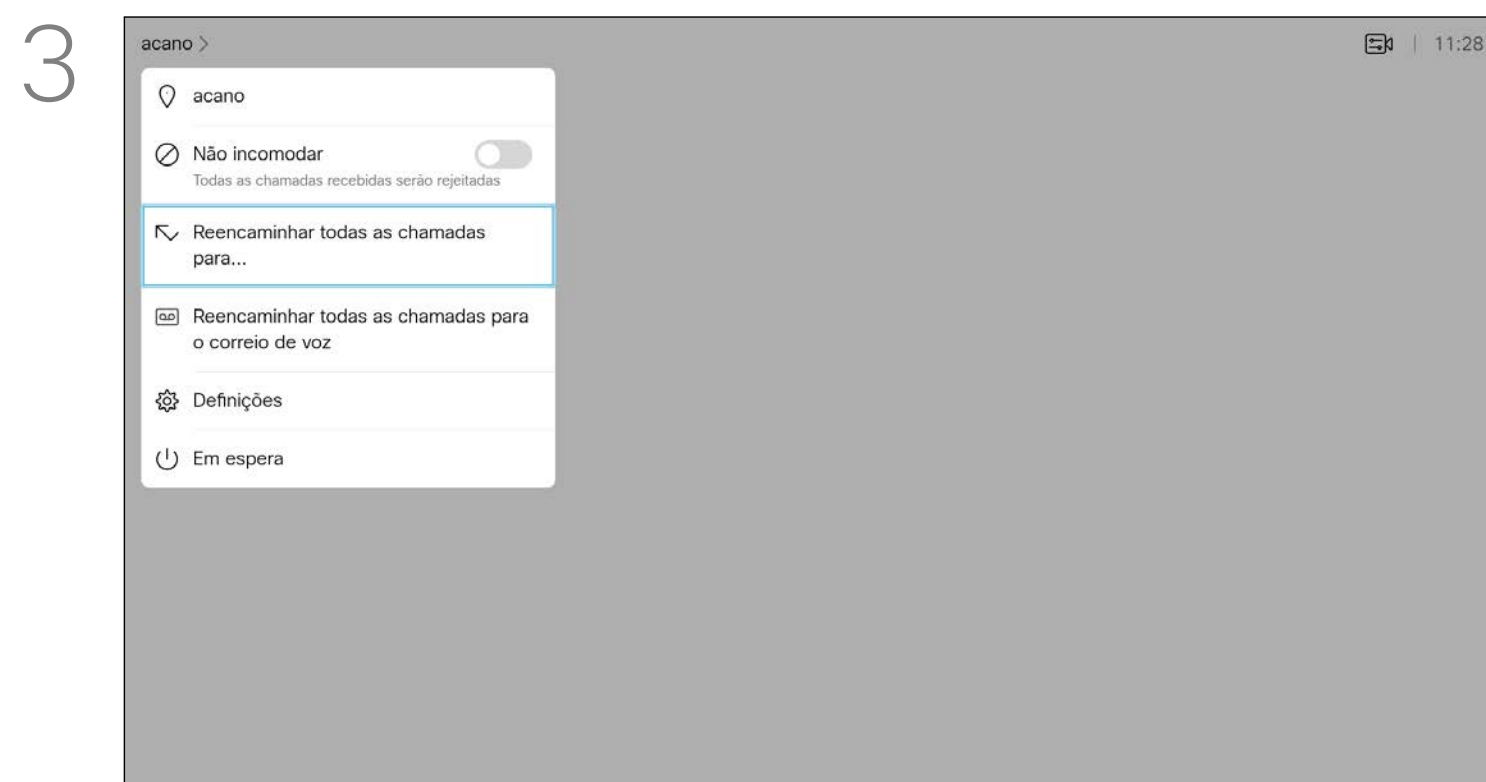 3
acano >
11:28
acano
Não incomodar
Todas as chamadas recebidas serão rejeitadas
Reencaminhar todas as chamadas
para...
Reencaminhar todas as chamadas para
o correio de voz
Definições
Em espera